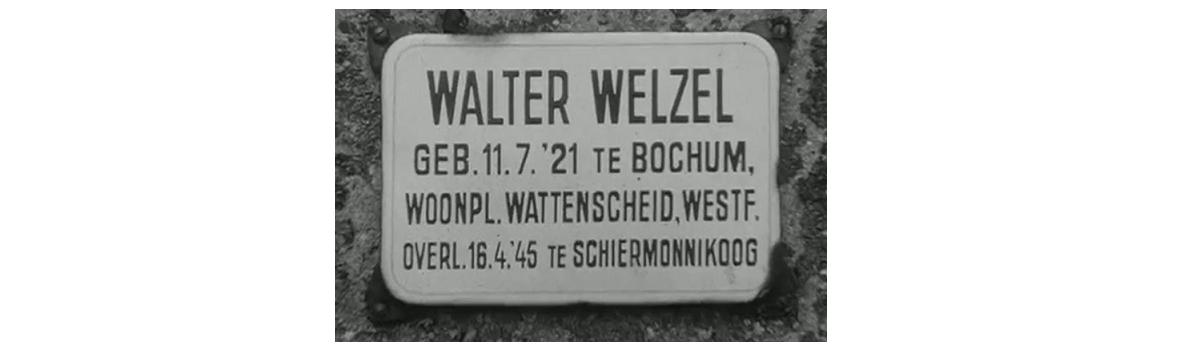 WALTER WELZEL
GEB. 11. 7. '21 TE BOCHUM,
WOONPL. WATTENSCHEID, WESTF.
OVERL. 16. 4. '45 TE SCHIERMONNIKOOG